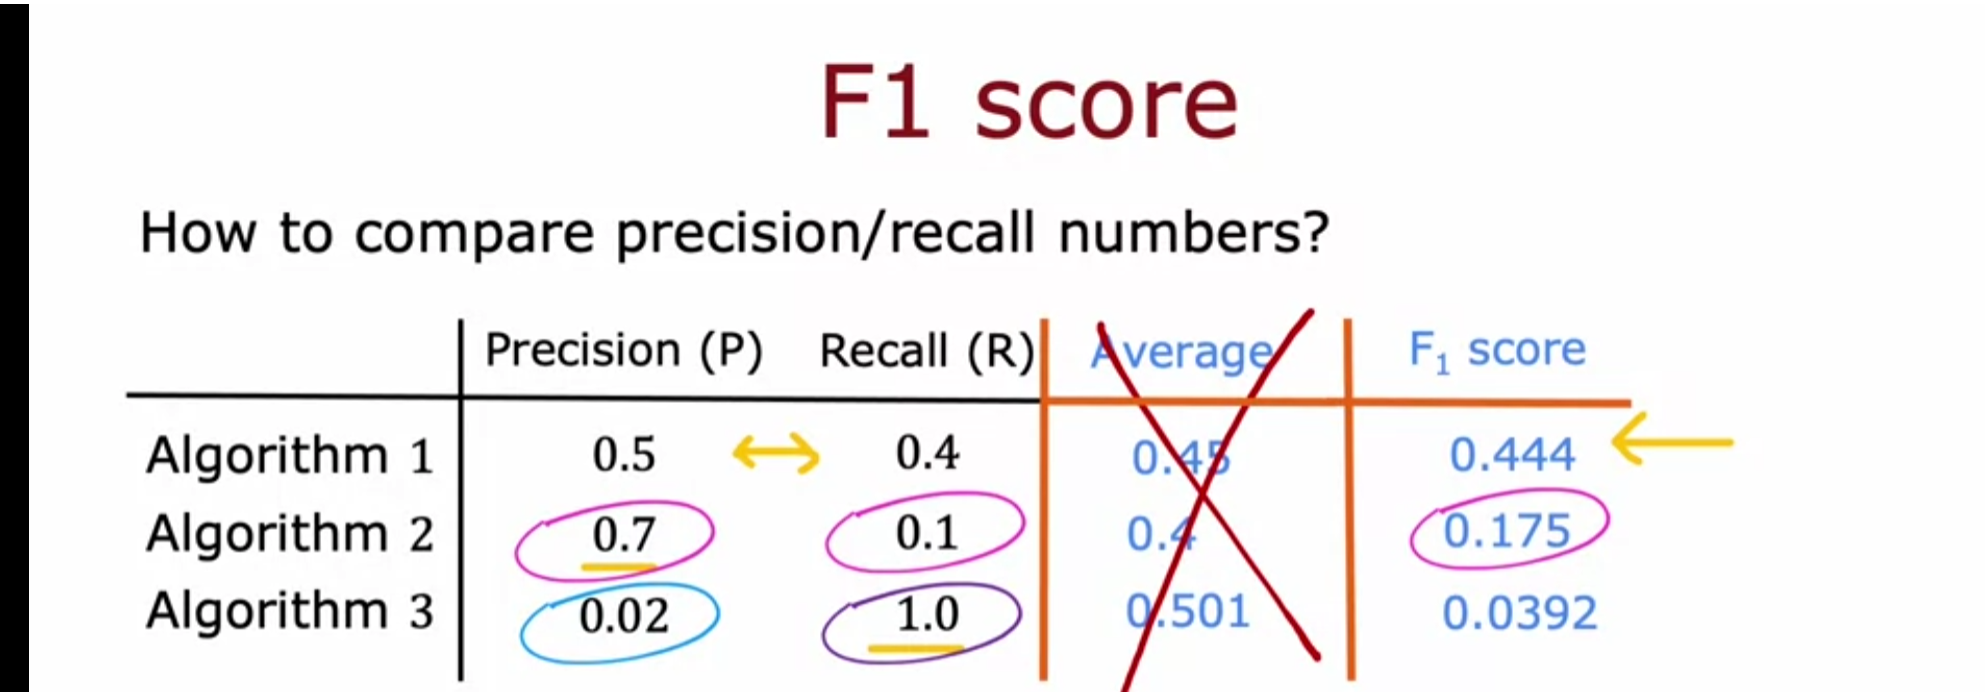 F1 score
How to compare precision/recall numbers?
Precision (P) Recall (R) Average F₁ score
Algorithm 1 0.5 0.4 0.45 0.444
Algorithm 2 0.7 0.1 0.4 0.175
Algorithm 3 0.02 1.0 0.501 0.0392